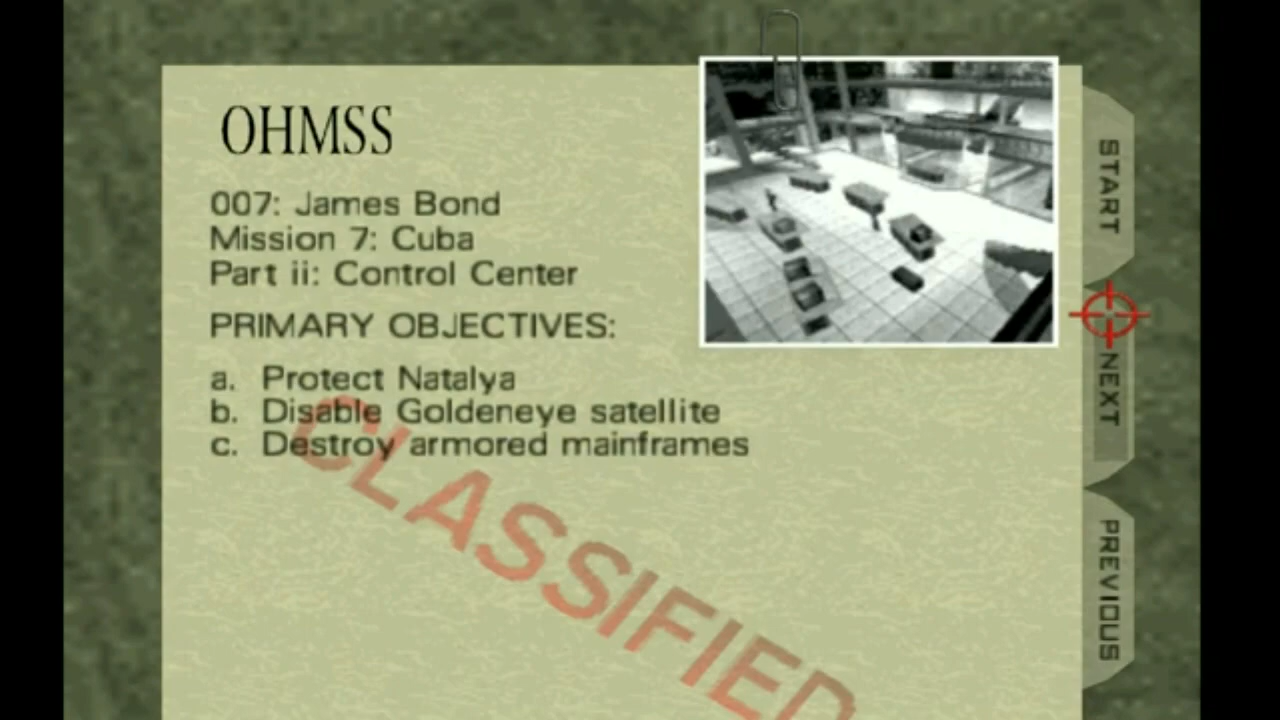 OHMSS
007: James Bond
Mission 7: Cuba
Part ii: Control Center
PRIMARY OBJECTIVES:
a. Protect Natalya
b. Disable Goldeneye satellite
c. Destroy armored mainframes
CLASSIFIED
START
NEXT
PREVIOUS